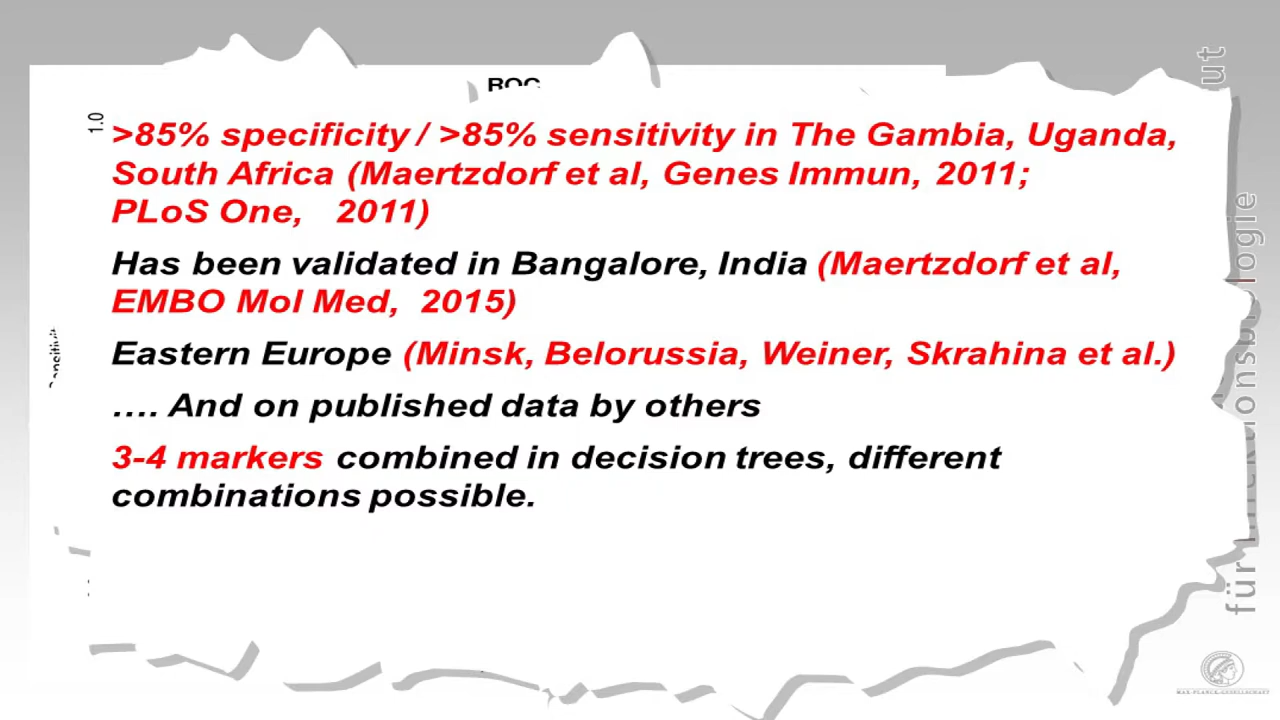 ROC
1.0
>85% specificity / >85% sensitivity in The Gambia, Uganda,
South Africa (Maertzdorf et al, Genes Immun, 2011;
PLoS One, 2011)
Has been validated in Bangalore, India (Maertzdorf et al,
EMBO Mol Med, 2015)
Eastern Europe (Minsk, Belorussia, Weiner, Skrahina et al.)
…. And on published data by others
3-4 markers combined in decision trees, different
combinations possible.
für
MAX-PLANCK-GESELLSCHAFT